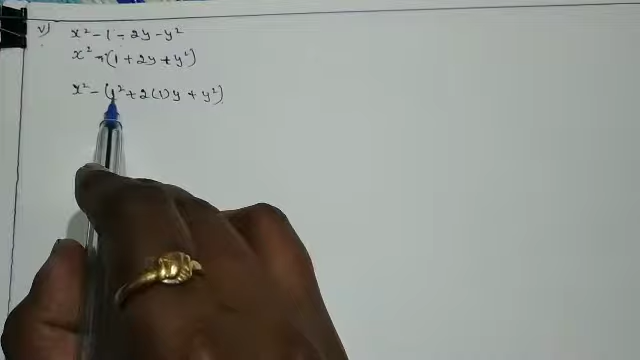 v) x² - 1 - 2y - y²
x² - (1 + 2y + y²)
x² - (1² + 2(1)y + y²)